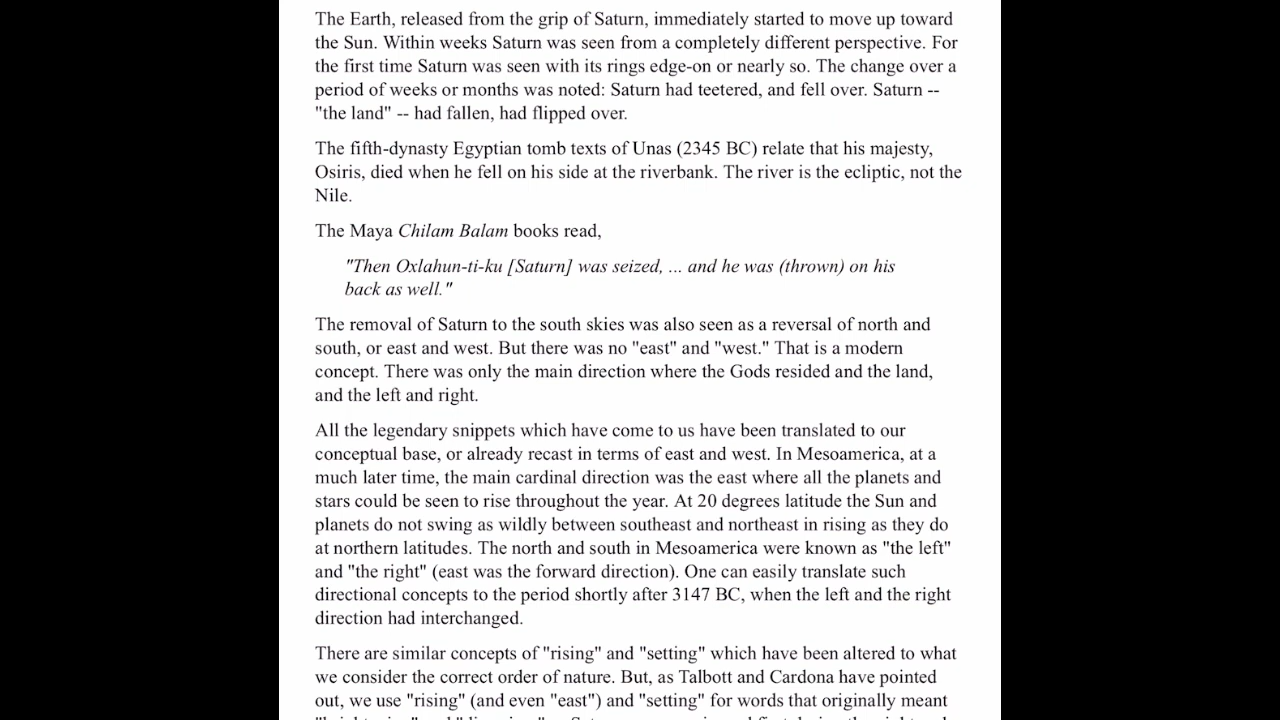 The Earth, released from the grip of Saturn, immediately started to move up toward
the Sun. Within weeks Saturn was seen from a completely different perspective. For
the first time Saturn was seen with its rings edge-on or nearly so. The change over a
period of weeks or months was noted: Saturn had teetered, and fell over. Saturn --
"the land" -- had fallen, had flipped over.
The fifth-dynasty Egyptian tomb texts of Unas (2345 BC) relate that his majesty,
Osiris, died when he fell on his side at the riverbank. The river is the ecliptic, not the
Nile.
The Maya Chilam Balam books read,
"Then Oxlahun-ti-ku [Saturn] was seized, ... and he was (thrown) on his
back as well."
The removal of Saturn to the south skies was also seen as a reversal of north and
south, or east and west. But there was no "east" and "west." That is a modern
concept. There was only the main direction where the Gods resided and the land,
and the left and right.
All the legendary snippets which have come to us have been translated to our
conceptual base, or already recast in terms of east and west. In Mesoamerica, at a
much later time, the main cardinal direction was the east where all the planets and
stars could be seen to rise throughout the year. At 20 degrees latitude the Sun and
planets do not swing as wildly between southeast and northeast in rising as they do
at northern latitudes. The north and south in Mesoamerica were known as "the left"
and "the right" (east was the forward direction). One can easily translate such
directional concepts to the period shortly after 3147 BC, when the left and the right
direction had interchanged.
There are similar concepts of "rising" and "setting" which have been altered to what
we consider the correct order of nature. But, as Talbott and Cardona have pointed
out, we use "rising" (and even "east") and "setting" for words that originally meant